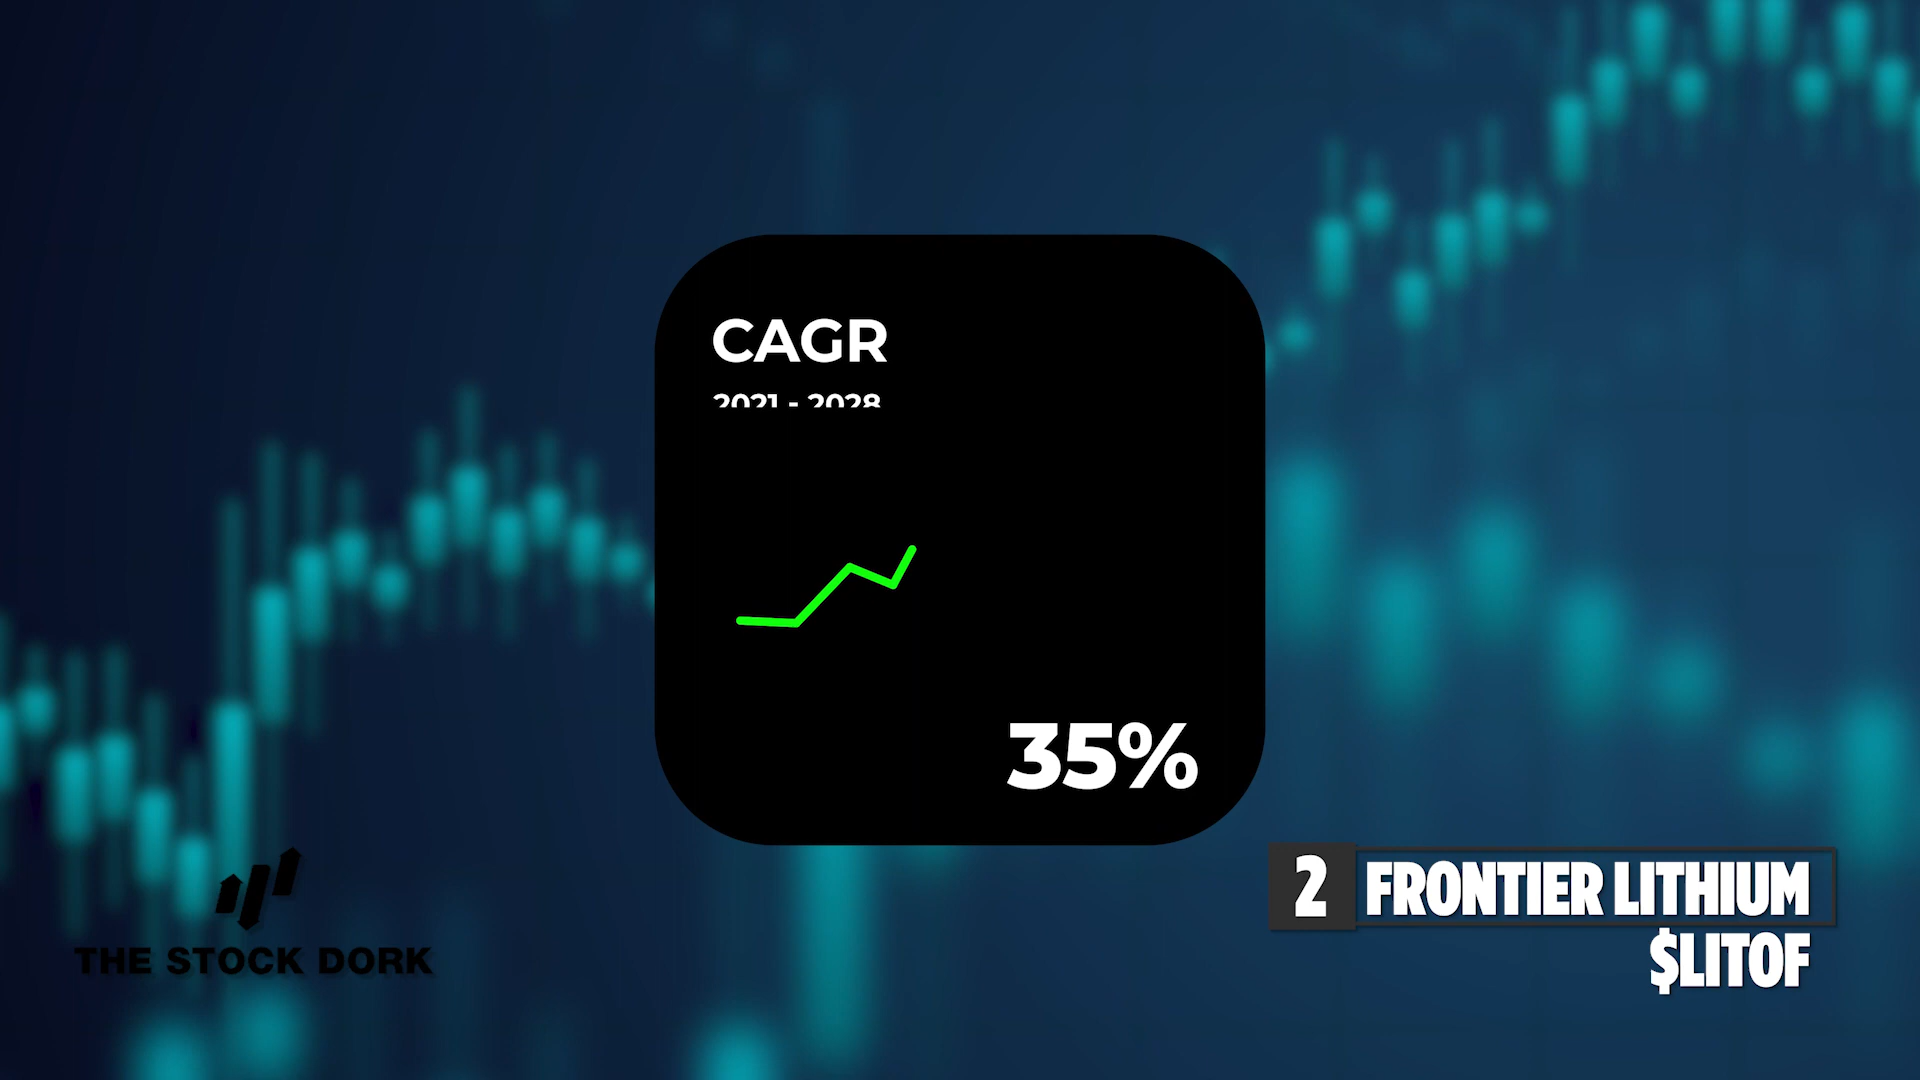 CAGR
2021 - 2028
35%
2 FRONTIER LITHIUM
$LITOF
THE STOCK DORK